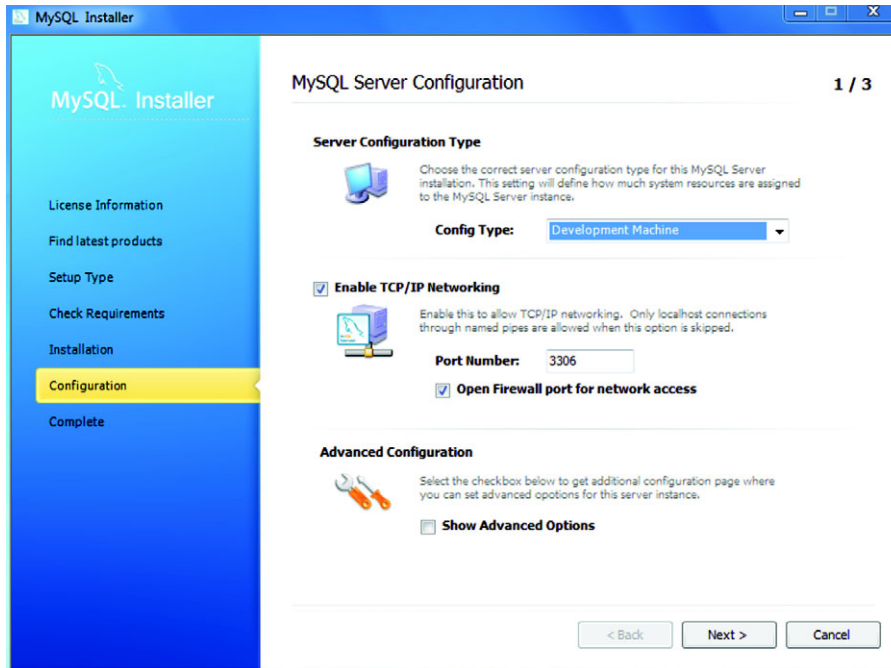 MySQL Installer
MySQL. Installer
License Information
Find latest products
Setup Type
Check Requirements
Installation
Configuration
Complete
MySQL Server Configuration
1 / 3
Server Configuration Type
Choose the correct server configuration type for this MySQL Server
installation. This setting will define how much system resources are assigned
to the MySQL Server instance.
Config Type:
Development Machine
Enable TCP/IP Networking
Enable this to allow TCP/IP networking. Only localhost connections
through named pipes are allowed when this option is skipped.
Port Number:
3306
Open Firewall port for network access
Advanced Configuration
Select the checkbox below to get additional configuration page where
you can set advanced opotions for this server instance.
Show Advanced Options
< Back
Next >
Cancel